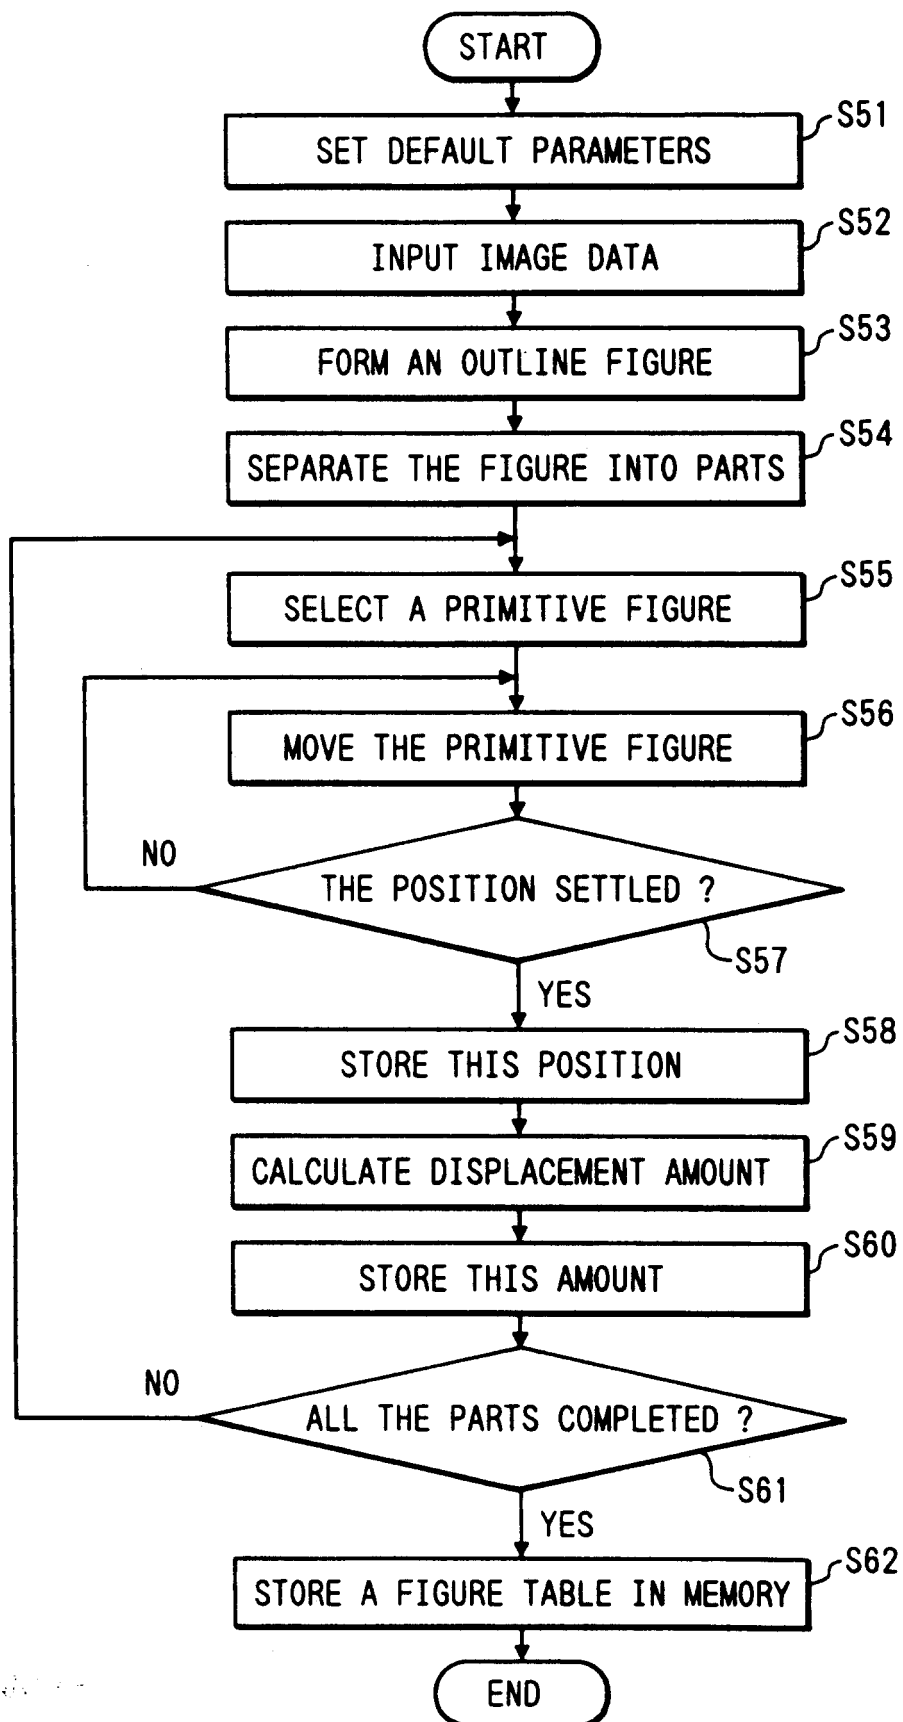 START
S51
SET DEFAULT PARAMETERS
S52
INPUT IMAGE DATA
S53
FORM AN OUTLINE FIGURE
S54
SEPARATE THE FIGURE INTO PARTS
S55
SELECT A PRIMITIVE FIGURE
S56
MOVE THE PRIMITIVE FIGURE
NO
THE POSITION SETTLED ?
S57
YES
S58
STORE THIS POSITION
S59
CALCULATE DISPLACEMENT AMOUNT
S60
STORE THIS AMOUNT
NO
ALL THE PARTS COMPLETED ?
S61
YES
S62
STORE A FIGURE TABLE IN MEMORY
END